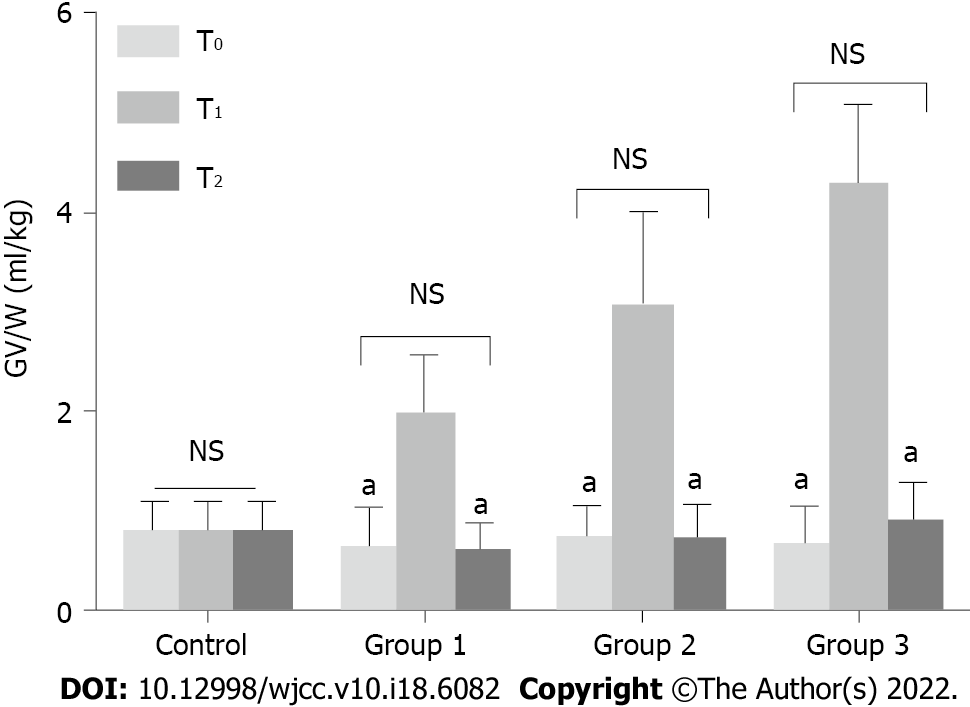 6
4
2
0
GV/W (ml/kg)
T0
T1
T2
NS
NS
NS
NS
a
a
a
a
a
a
Control
Group 1
Group 2
Group 3
DOI: 10.12998/wjcc.v10.i18.6082 Copyright ©The Author(s) 2022.